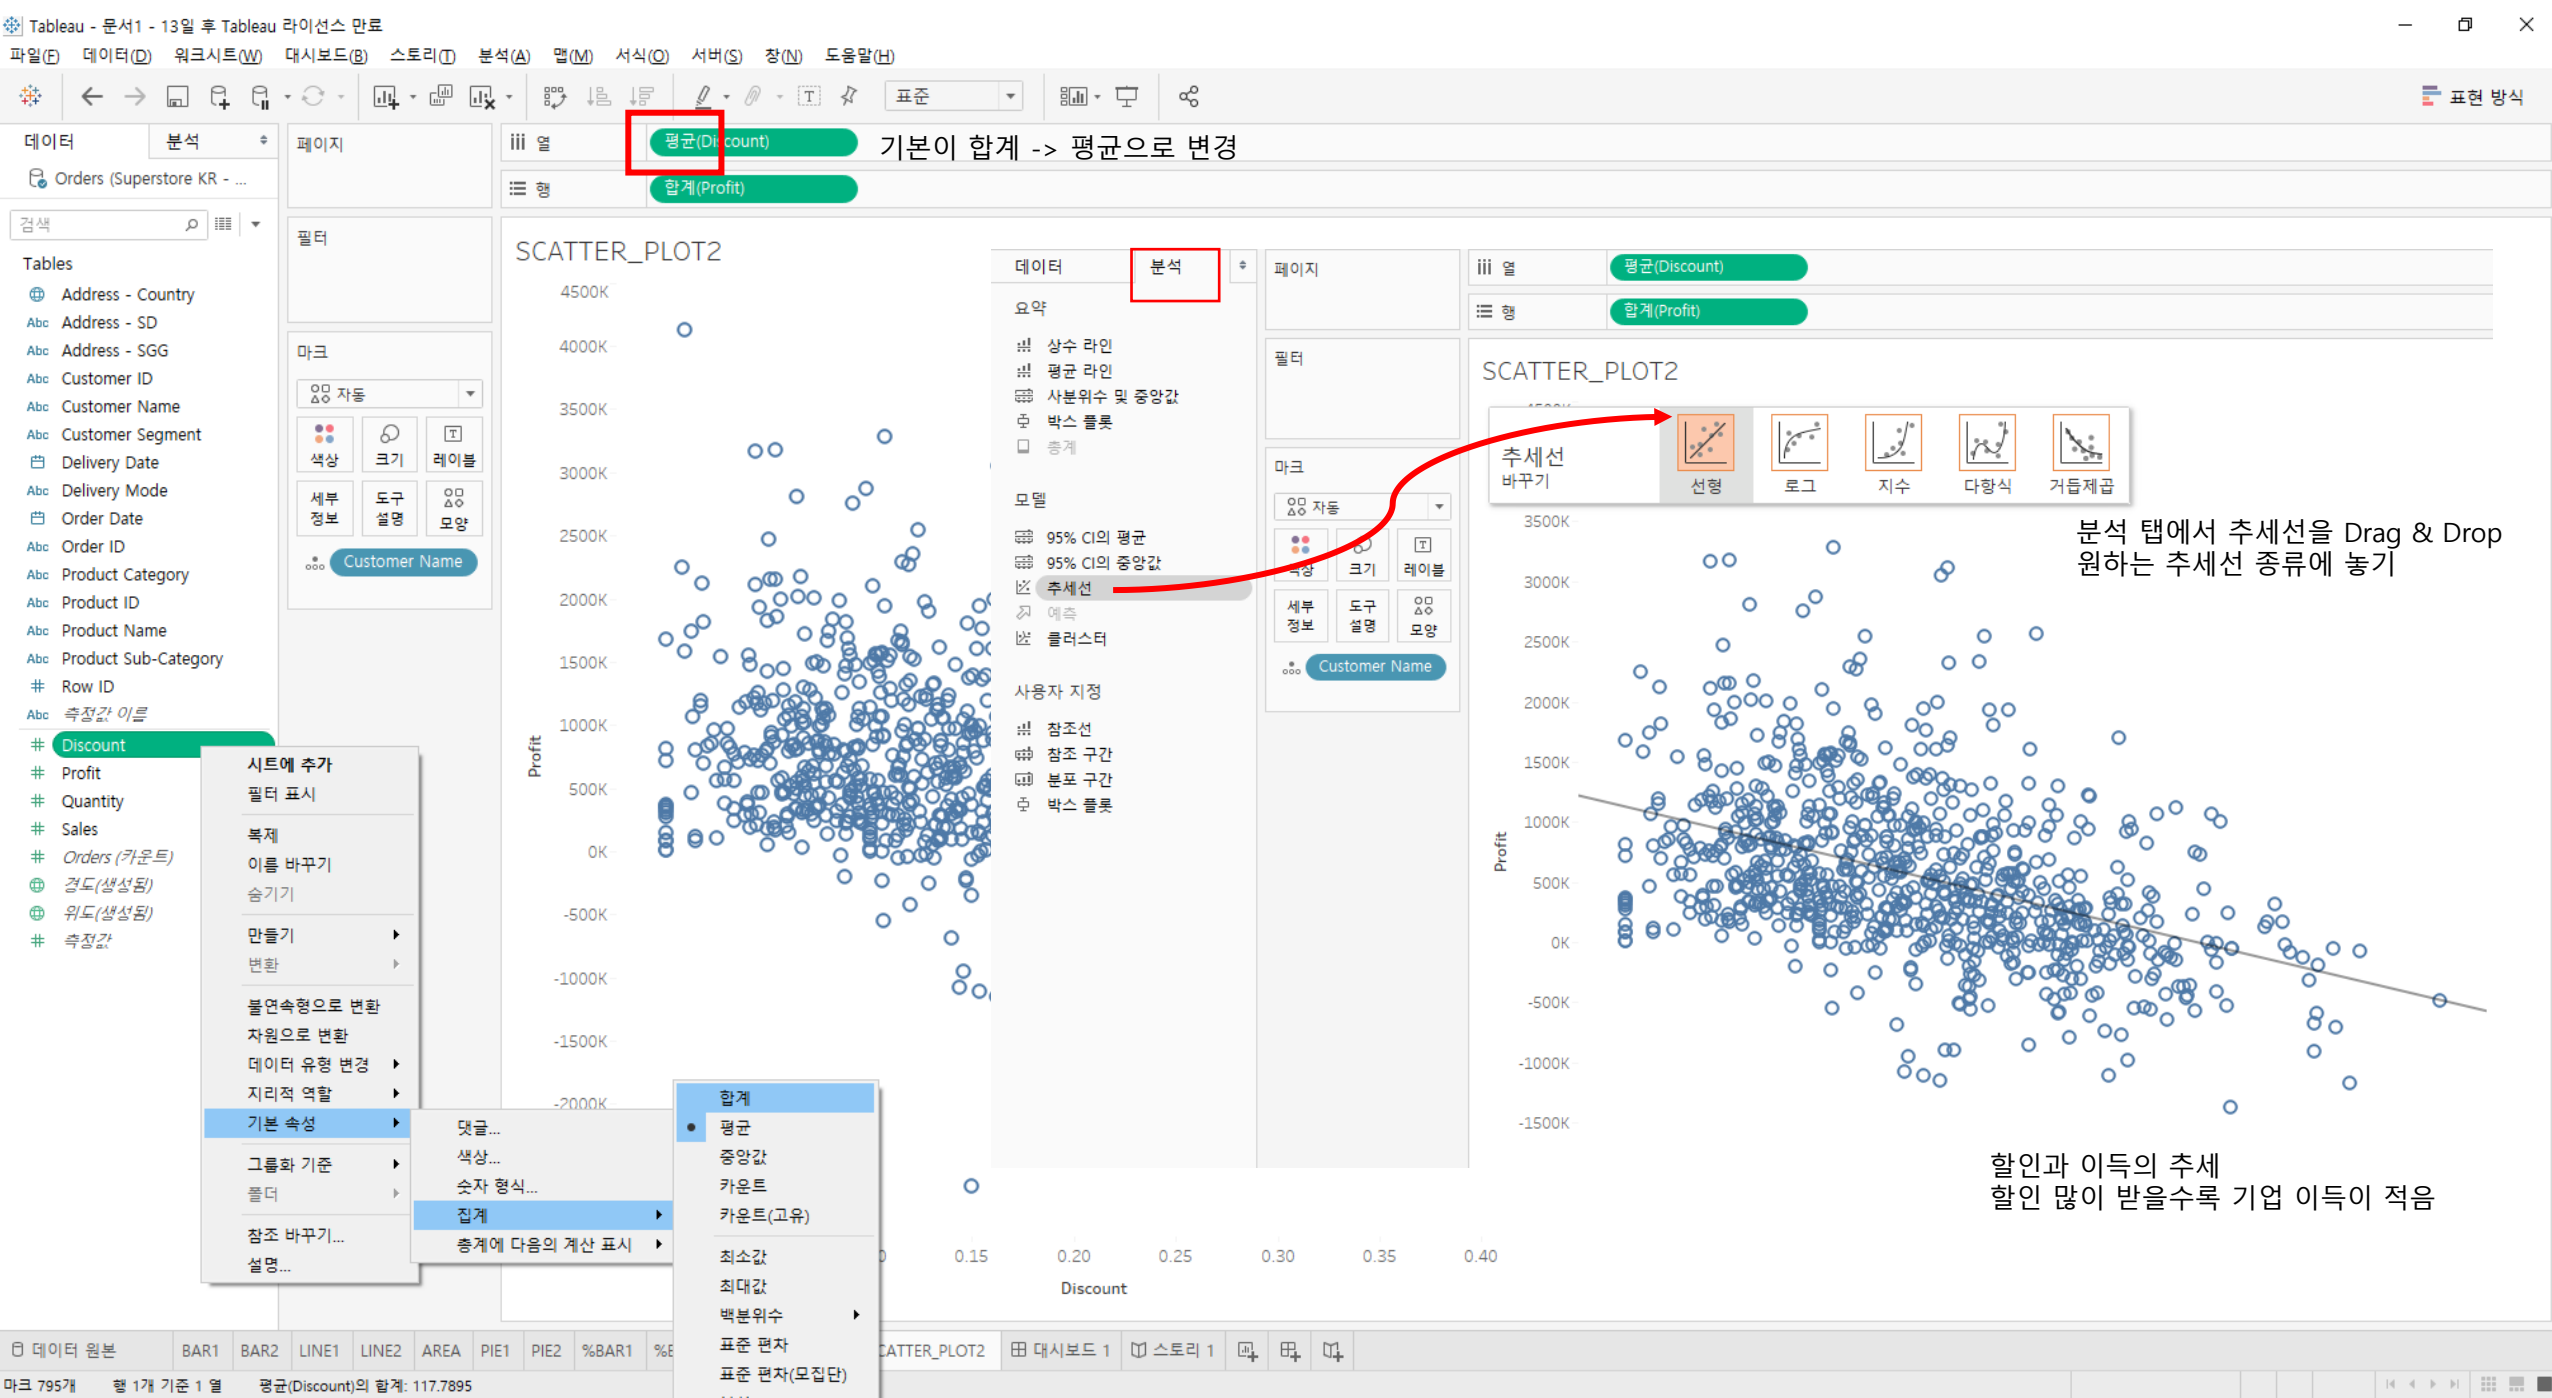 Tableau - 문서1 - 13일 후 Tableau 라이선스 만료
파일(F) 데이터(D) 워크시트(W) 대시보드(B) 스토리(T) 분석(A) 맵(M) 서식(O) 서버(S) 창(N) 도움말(H)
표준
표현 방식
데이터 분석
Orders (Superstore KR - ...
검색
Tables
Address - Country
Abc Address - SD
Abc Address - SGG
Abc Customer ID
Abc Customer Name
Abc Customer Segment
Delivery Date
Abc Delivery Mode
Order Date
Abc Order ID
Abc Product Category
Abc Product ID
Abc Product Name
Abc Product Sub-Category
# Row ID
Abc 측정값 이름
# Discount
# Profit
# Quantity
# Sales
# Orders (카운트)
경도(생성됨)
위도(생성됨)
# 측정값
시트에 추가
필터 표시
복제
이름 바꾸기
숨기기
만들기
변환
불연속형으로 변환
차원으로 변환
데이터 유형 변경
지리적 역할
기본 속성
그룹화 기준
폴더
참조 바꾸기...
설명...
댓글...
색상...
숫자 형식...
집계
총계에 다음의 계산 표시
합계
평균
중앙값
카운트
카운트(고유)
최소값
최대값
백분위수
표준 편차
표준 편차(모집단)
페이지
필터
마크
자동
색상 크기 레이블
세부 정보 도구 설명 모양
Customer Name
열 평균(Discount)
기본이 합계 -> 평균으로 변경
행 합계(Profit)
SCATTER_PLOT2
4500K
4000K
3500K
3000K
2500K
2000K
1500K
1000K
500K
0K
-500K
-1000K
-1500K
-2000K
Profit
0.15 0.20 0.25 0.30 0.35 0.40
Discount
데이터 분석
요약
상수 라인
평균 라인
사분위수 및 중앙값
박스 플롯
총계
모델
95% CI의 평균
95% CI의 중앙값
추세선
예측
클러스터
사용자 지정
참조선
참조 구간
분포 구간
박스 플롯
페이지
필터
마크
자동
색상 크기 레이블
세부 정보 도구 설명 모양
Customer Name
열 평균(Discount)
행 합계(Profit)
SCATTER_PLOT2
추세선
바꾸기
선형 로그 지수 다항식 거듭제곱
분석 탭에서 추세선을 Drag & Drop
원하는 추세선 종류에 놓기
3500K
3000K
2500K
2000K
1500K
1000K
500K
0K
-500K
-1000K
-1500K
Profit
할인과 이득의 추세
할인 많이 받을수록 기업 이득이 적음
데이터 원본 BAR1 BAR2 LINE1 LINE2 AREA PIE1 PIE2 %BAR1 CATTER_PLOT2 대시보드 1 스토리 1
마크 795개 행 1개 기준 1 열 평균(Discount)의 합계: 117.7895